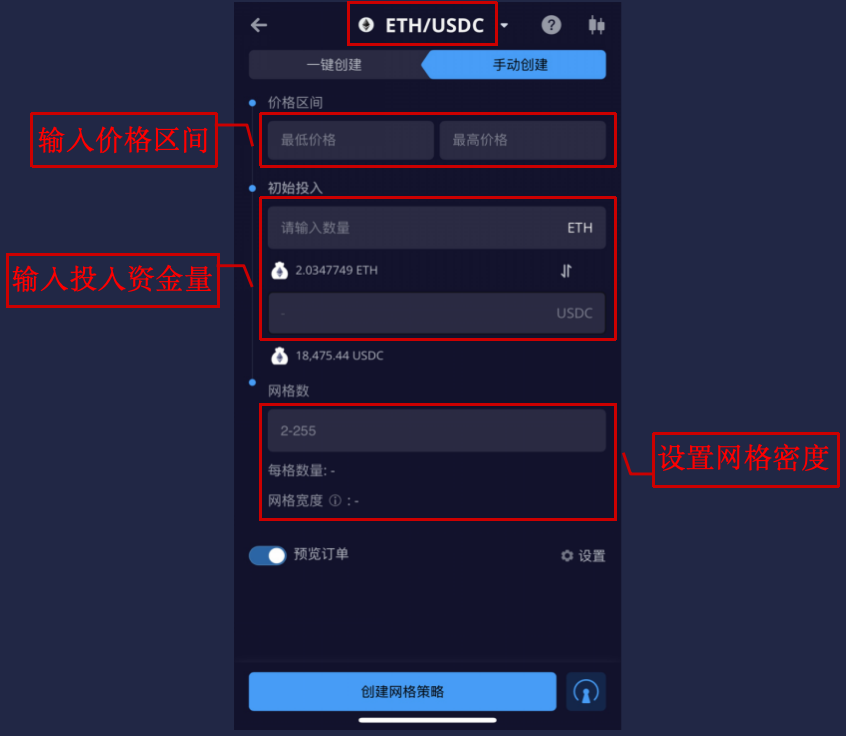 ETH/USDC
一键创建
手动创建
价格区间
输入价格区间
最低价格
最高价格
初始投入
请输入数量
ETH
输入投入资金量
2.0347749 ETH
-
USDC
18,475.44 USDC
网格数
2-255
设置网格密度
每格数量: -
网格宽度 ⓘ : -
预览订单
设置
创建网格策略